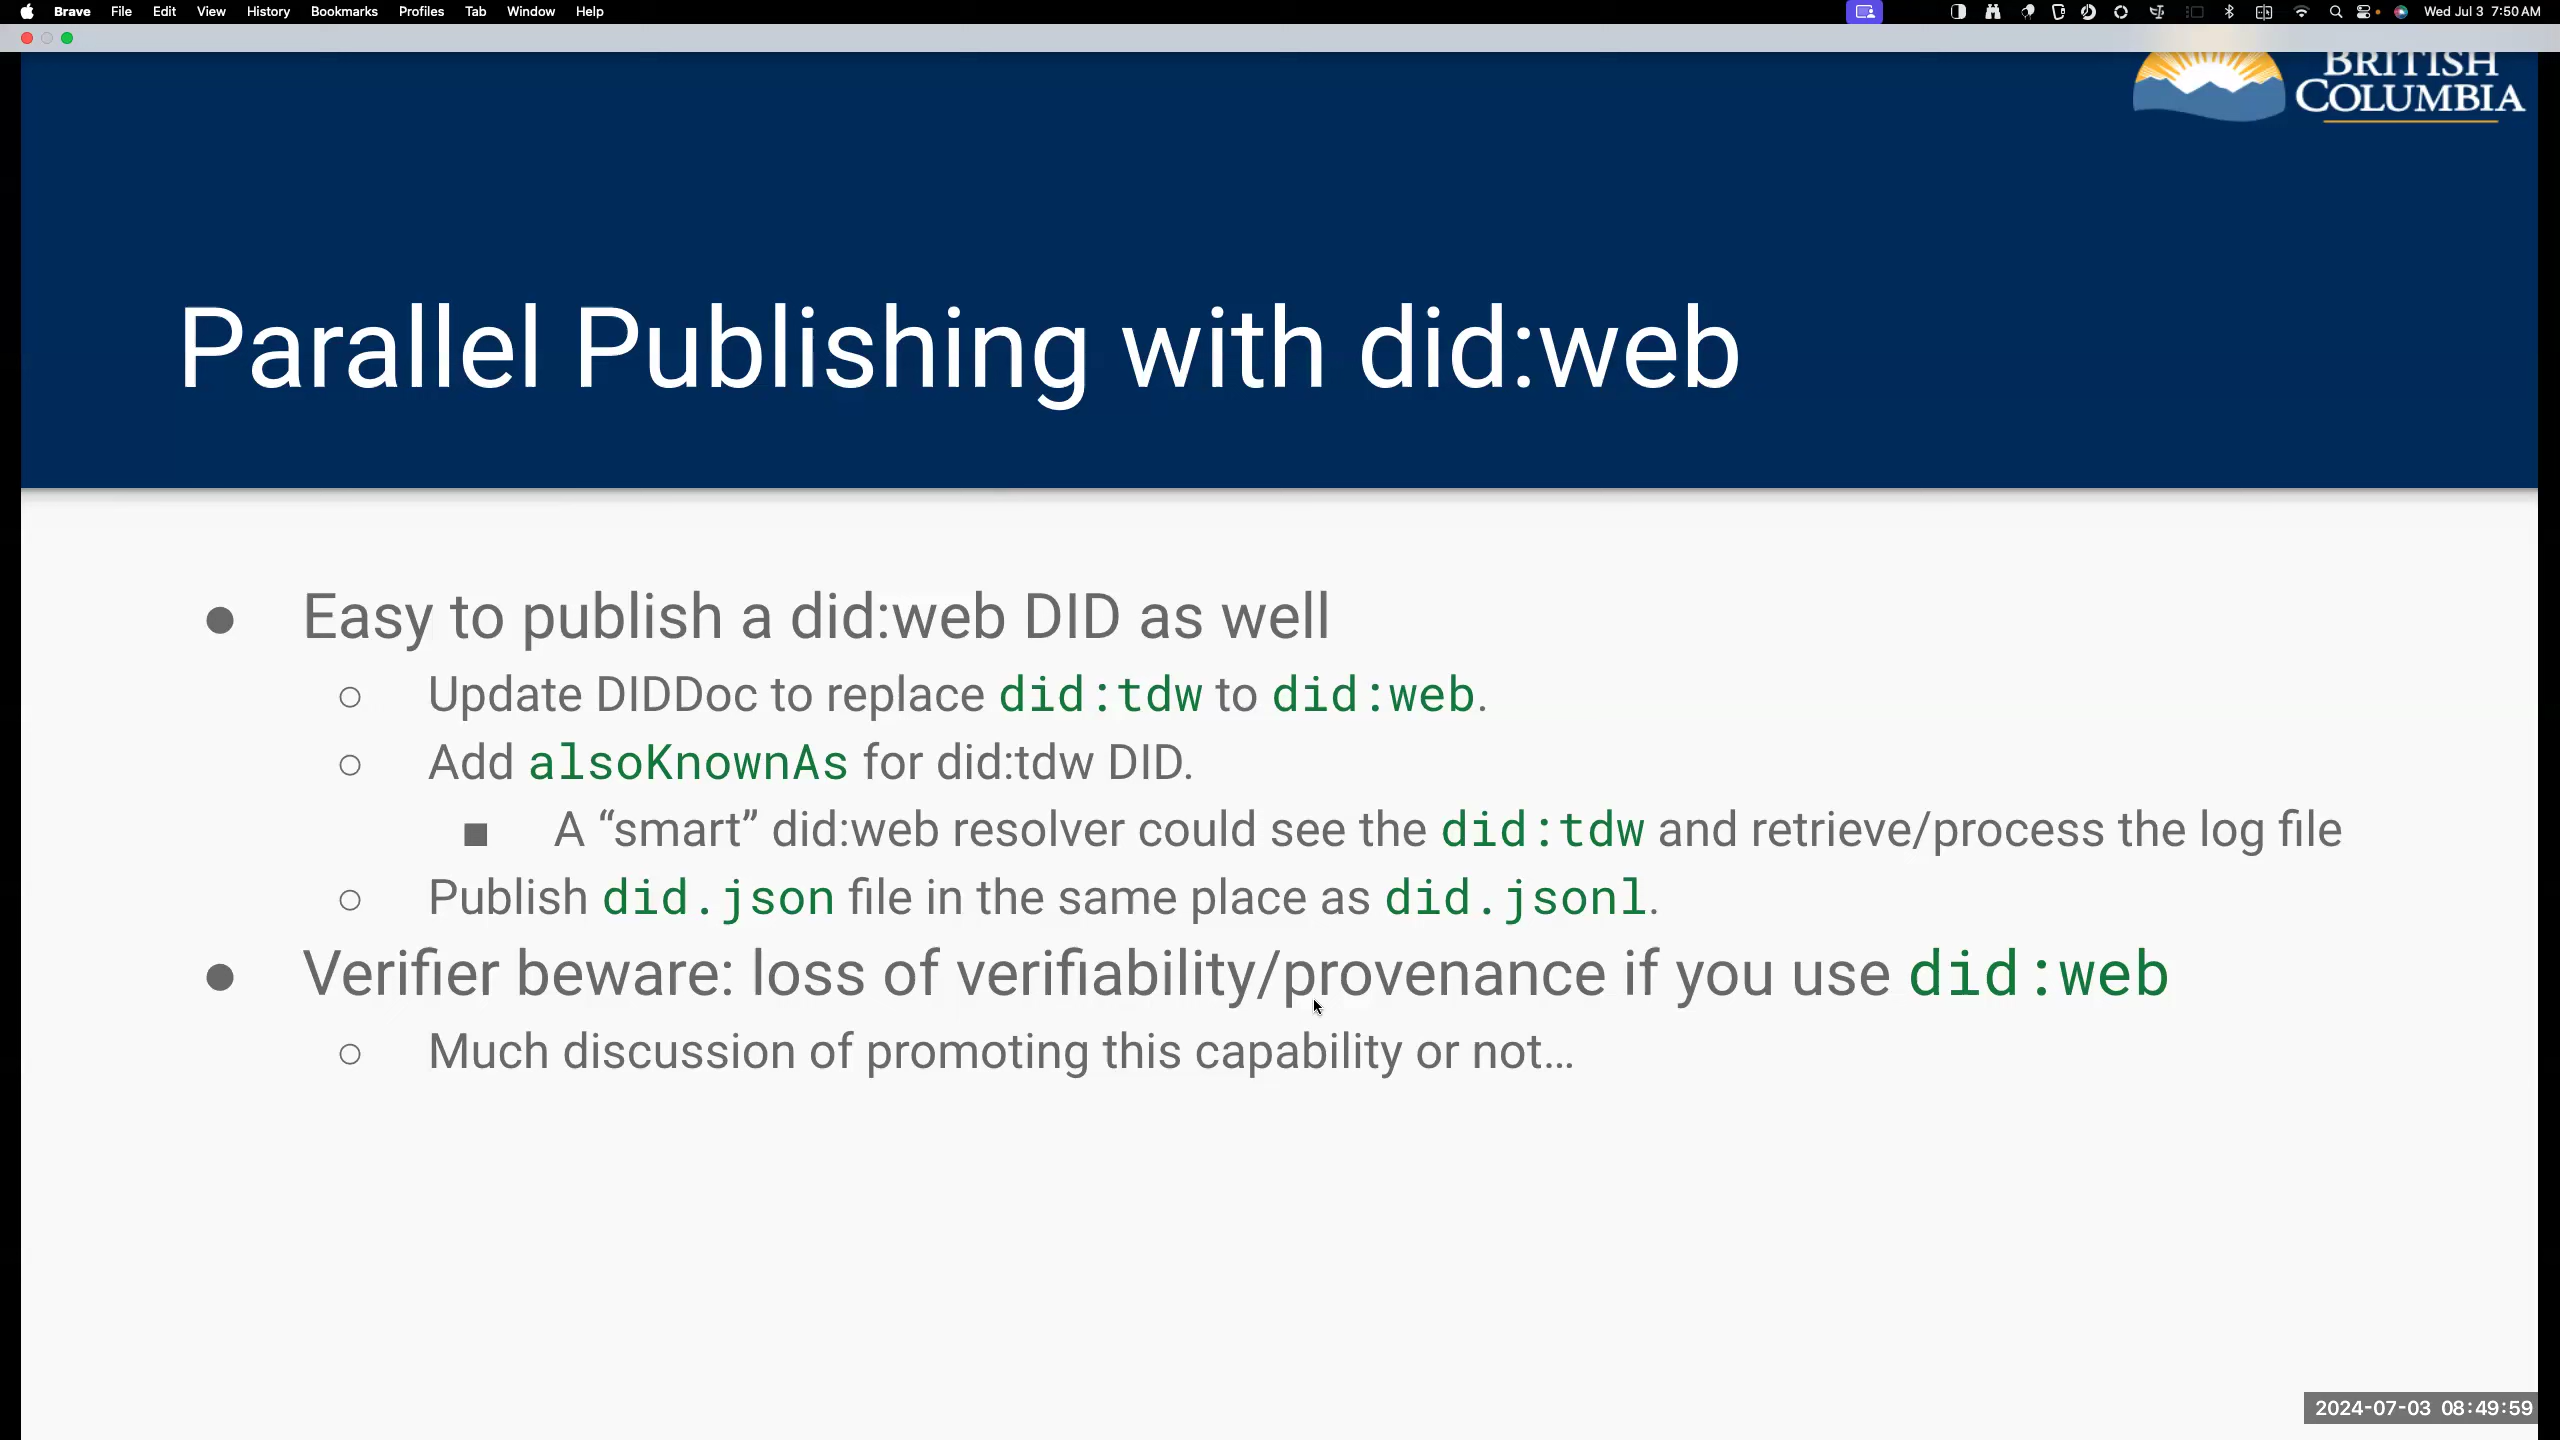 Brave File Edit View History Bookmarks Profiles Tab Window Help Wed Jul 3 7:50 AM
BRITISH
COLUMBIA
Parallel Publishing with did:web
● Easy to publish a did:web DID as well
○ Update DIDDoc to replace did:tdw to did:web.
○ Add alsoKnownAs for did:tdw DID.
■ A “smart” did:web resolver could see the did:tdw and retrieve/process the log file
○ Publish did.json file in the same place as did.jsonl.
● Verifier beware: loss of verifiability/provenance if you use did:web
○ Much discussion of promoting this capability or not…
2024-07-03 08:49:59